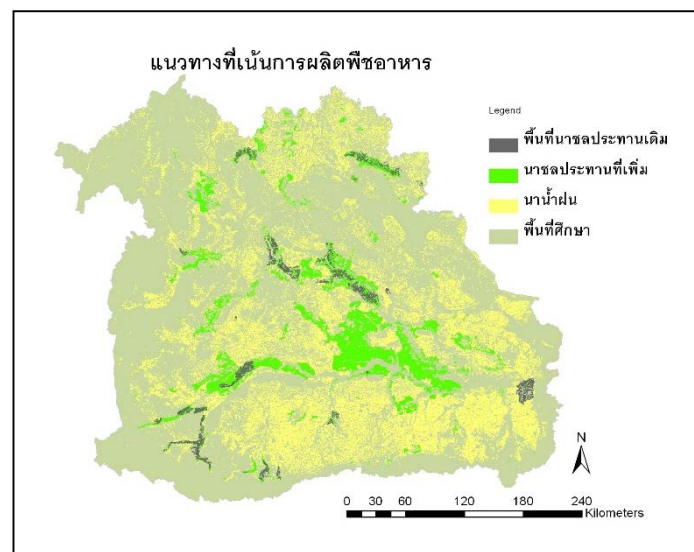 แนวทางที่เน้นการผลิตพืชอาหาร
Legend
พื้นที่นาชลประทานเดิม
นาชลประทานที่เพิ่ม
นาน้ำฝน
พื้นที่ศึกษา
N
0 15 30 60 120 180 240
Kilometers